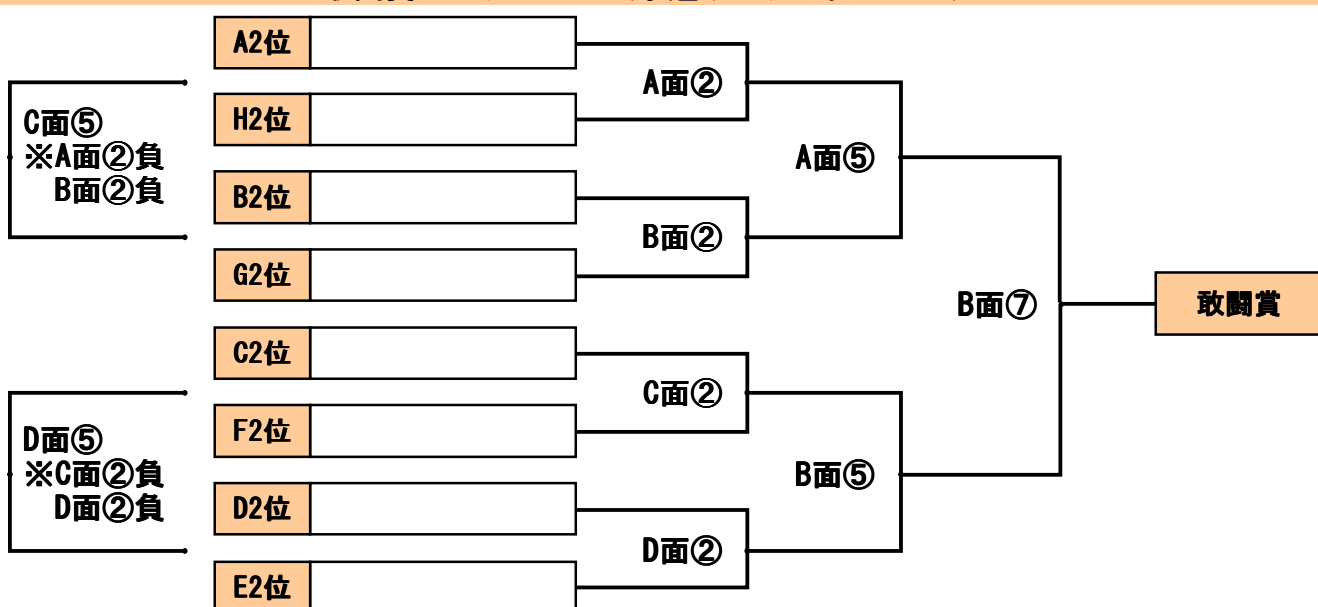 A2位
A面②
C面⑤
※A面②負
B面②負
H2位
A面⑤
B2位
B面②
G2位
B面⑦
敢闘賞
C2位
C面②
F2位
D面⑤
※C面②負
D面②負
B面⑤
D2位
D面②
E2位